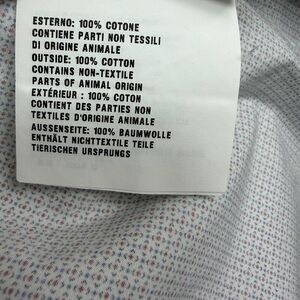 ESTERNO: 100% COTONE
CONTIENE PARTI NON TESSILI
DI ORIGINE ANIMALE
OUTSIDE: 100% COTTON
CONTAINS NON-TEXTILE
PARTS OF ANIMAL ORIGIN
EXTÉRIEUR : 100% COTON
CONTIENT DES PARTIES NON
TEXTILES D'ORIGINE ANIMALE
AUSSENSEITE: 100% BAUMWOLLE
ENTHÄLT NICHTTEXTILE TEILE
TIERISCHEN URSPRUNGS